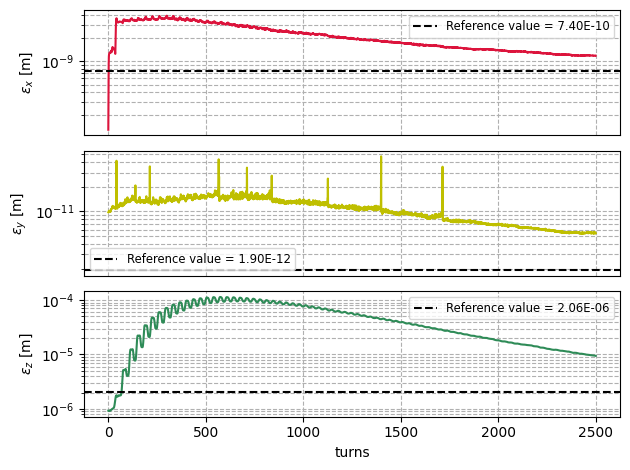 Reference value = 7.40E-10
10⁻⁹
εₓ [m]
10⁻¹¹
ε_y [m]
Reference value = 1.90E-12
10⁻⁴
Reference value = 2.06E-06
10⁻⁵
ε_z [m]
10⁻⁶
0 500 1000 1500 2000 2500
turns